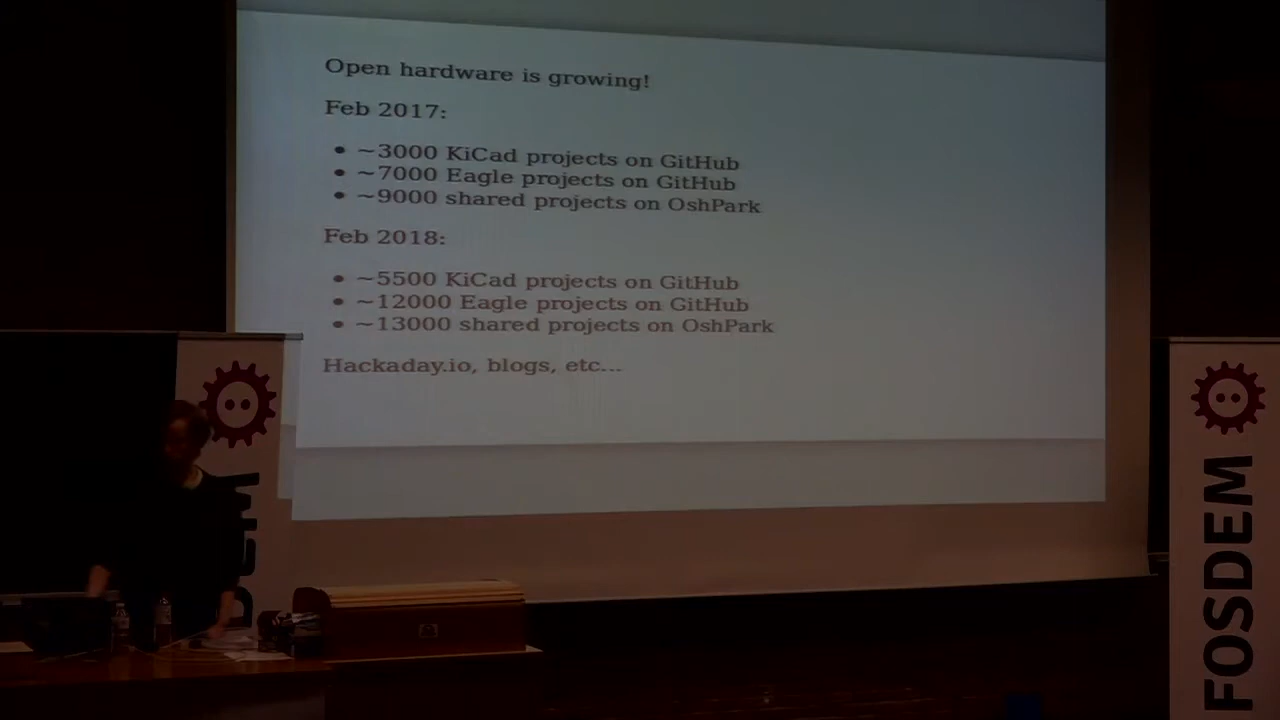 Open hardware is growing!
Feb 2017:
• ~3000 KiCad projects on GitHub
• ~7000 Eagle projects on GitHub
• ~9000 shared projects on OshPark
Feb 2018:
• ~5500 KiCad projects on GitHub
• ~12000 Eagle projects on GitHub
• ~13000 shared projects on OshPark
Hackaday.io, blogs, etc...
FOSDEM